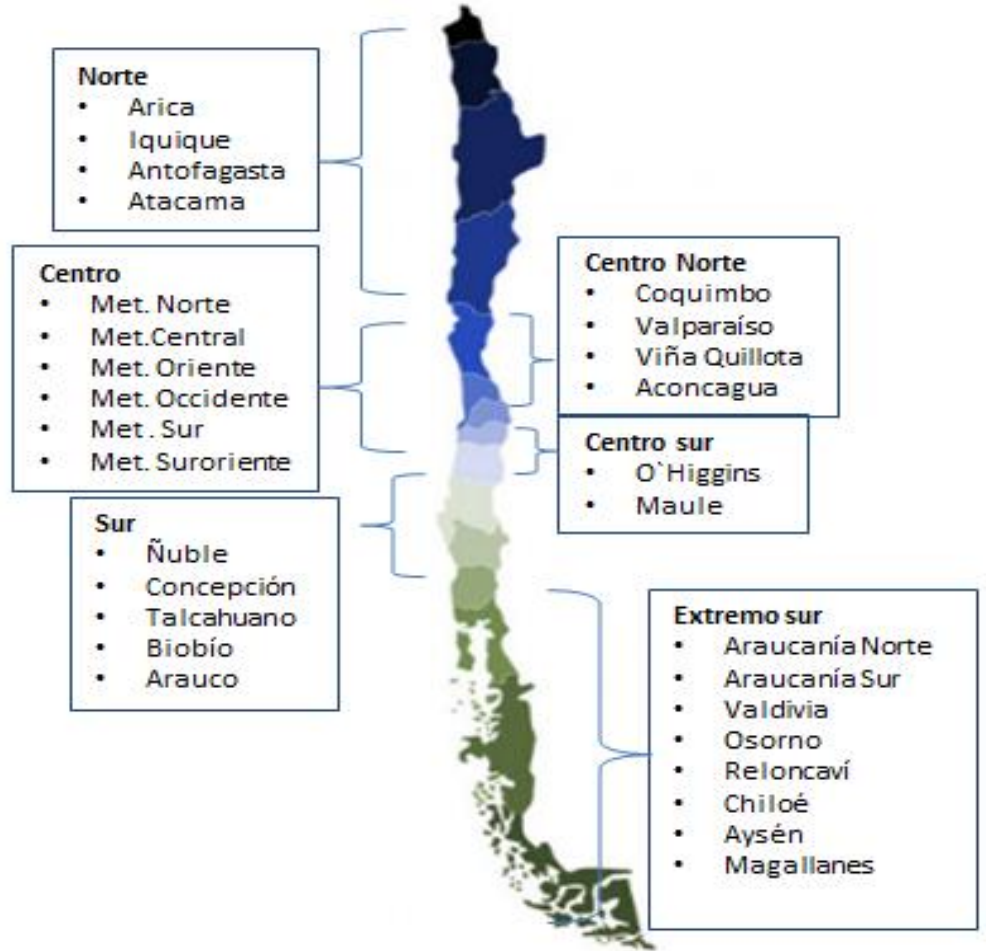 Norte
• Arica
• Iquique
• Antofagasta
• Atacama
Centro
• Met. Norte
• Met.Central
• Met. Oriente
• Met. Occidente
• Met. Sur
• Met. Suroriente
Centro Norte
• Coquimbo
• Valparaíso
• Viña Quillota
• Aconcagua
Centro sur
• O`Higgins
• Maule
Sur
• Ñuble
• Concepción
• Talcahuano
• Biobío
• Arauco
Extremo sur
• Araucanía Norte
• Araucanía Sur
• Valdivia
• Osorno
• Reloncaví
• Chiloé
• Aysén
• Magallanes